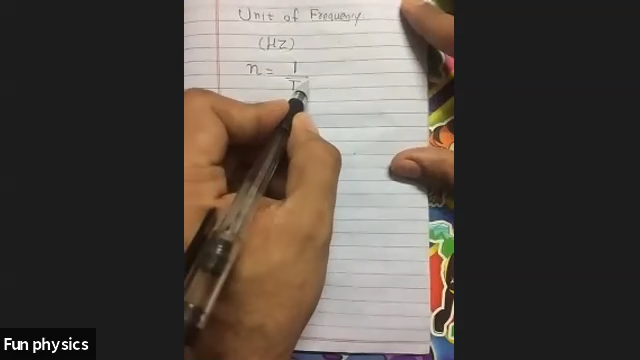 Unit of Frequency
(HZ)
n = 1/T
Fun physics